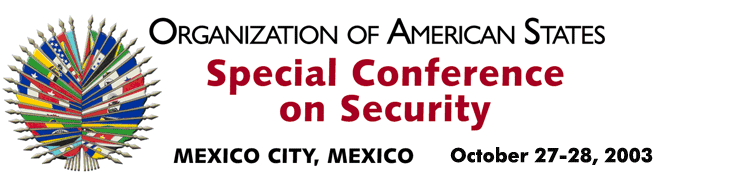 ORGANIZATION OF AMERICAN STATES
Special Conference
on Security
MEXICO CITY, MEXICO October 27-28, 2003